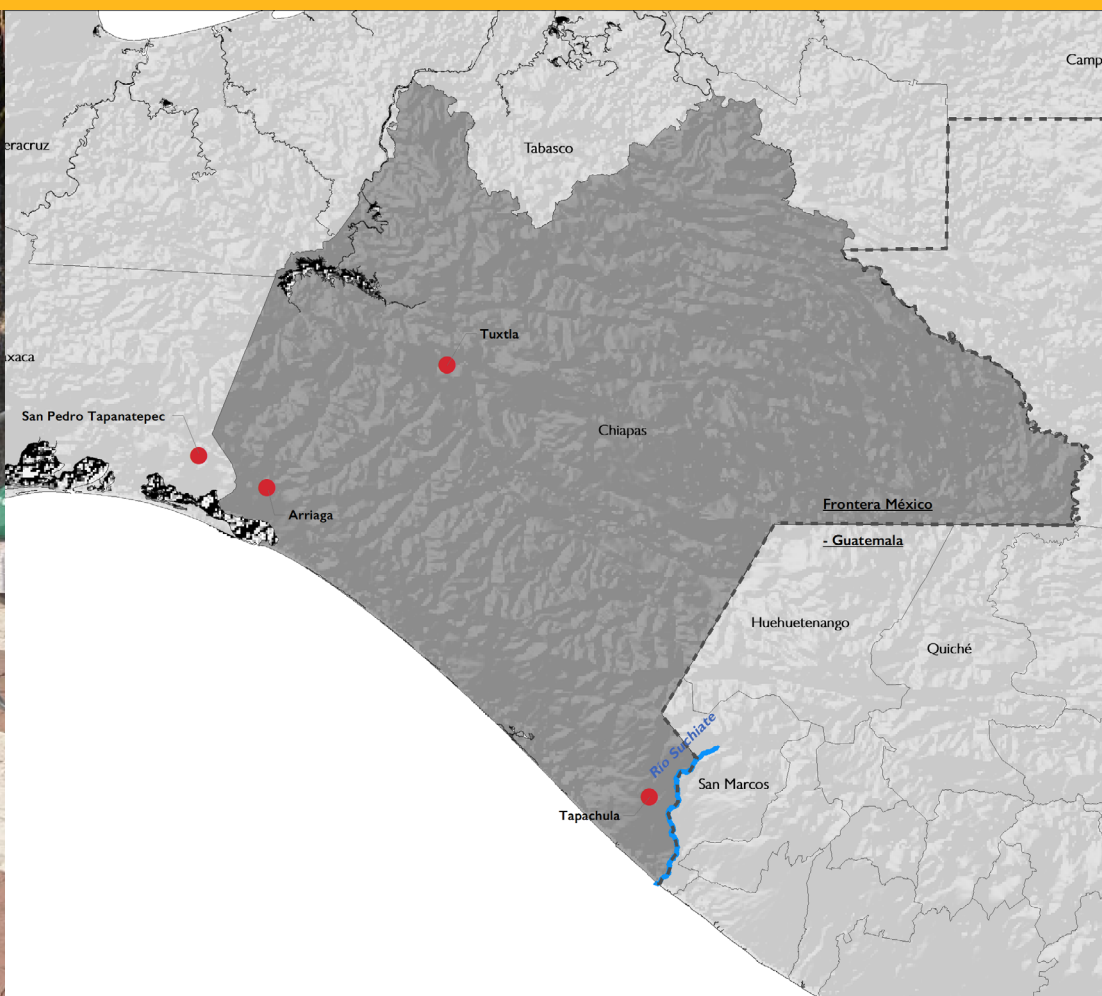 Camp
eracruz
Tabasco
Tuxtla
xaca
San Pedro Tapanatepec
Chiapas
Arriaga
Frontera México
- Guatemala
Huehuetenango
Quiché
Río Suchiate
San Marcos
Tapachula